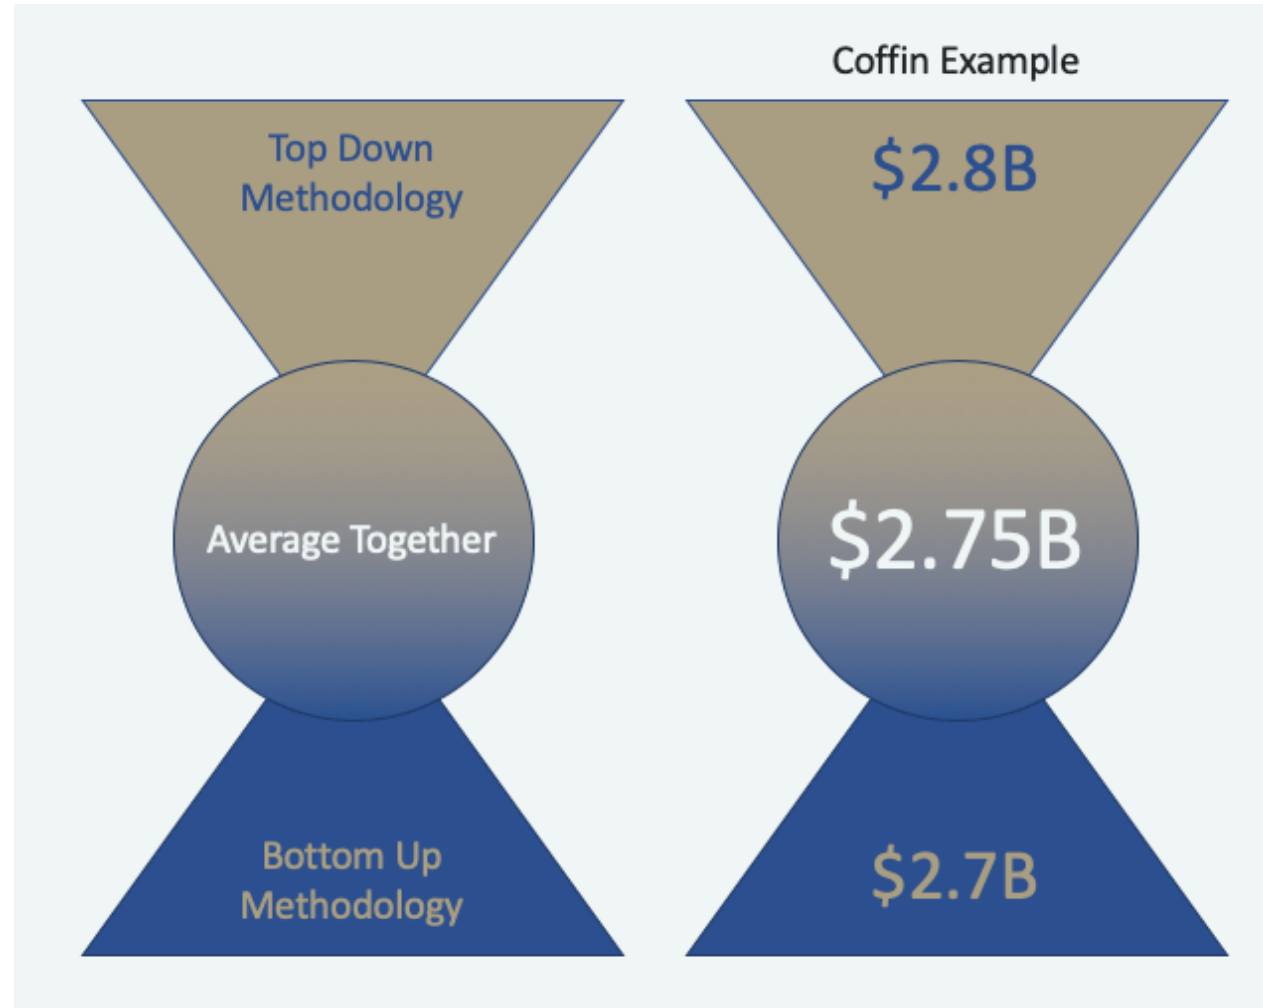 Coffin Example
Top Down
Methodology
$2.8B
Average Together
$2.75B
Bottom Up
Methodology
$2.7B